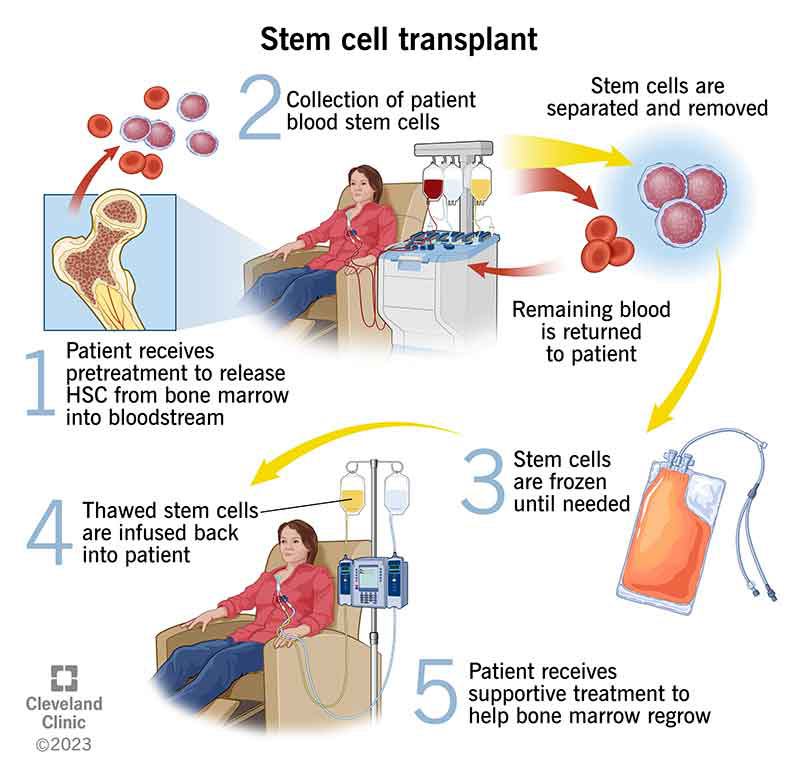 Stem cell transplant
1
Patient receives
pretreatment to release
HSC from bone marrow
into bloodstream
2
Collection of patient
blood stem cells
Stem cells are
separated and removed
Remaining blood
is returned
to patient
3
Stem cells
are frozen
until needed
4
Thawed stem cells
are infused back
into patient
5
Patient receives
supportive treatment to
help bone marrow regrow
Cleveland
Clinic
©2023